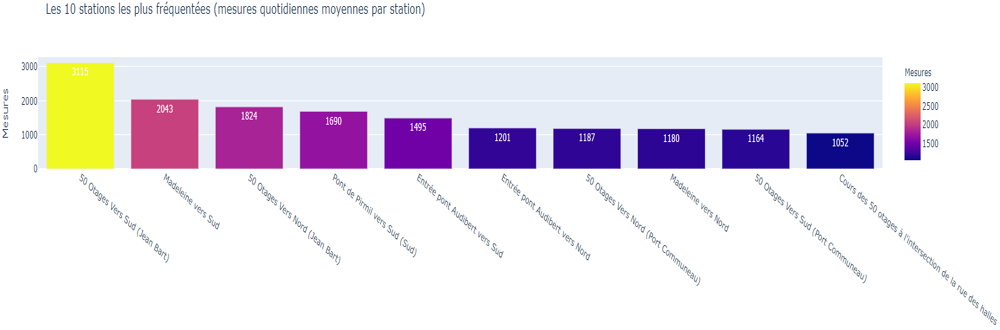 Les 10 stations les plus fréquentées (mesures quotidiennes moyennes par station)
Mesures
3000
2000
1000
0
3115
2043
1824
1690
1495
1201
1187
1180
1164
1052
50 Otages Vers Sud (Jean Bart)
Madeleine vers Sud
50 Otages Vers Nord (Jean Bart)
Pont de Pirmil vers Sud (Sud)
Entrée pont Audibert vers Sud
Entrée pont Audibert vers Nord
50 Otages Vers Nord (Port Communeau)
Madeleine vers Nord
50 Otages Vers Sud (Port Communeau)
Cours des 50 otages à l'intersection de la rue des halles
Mesures
3000
2500
2000
1500